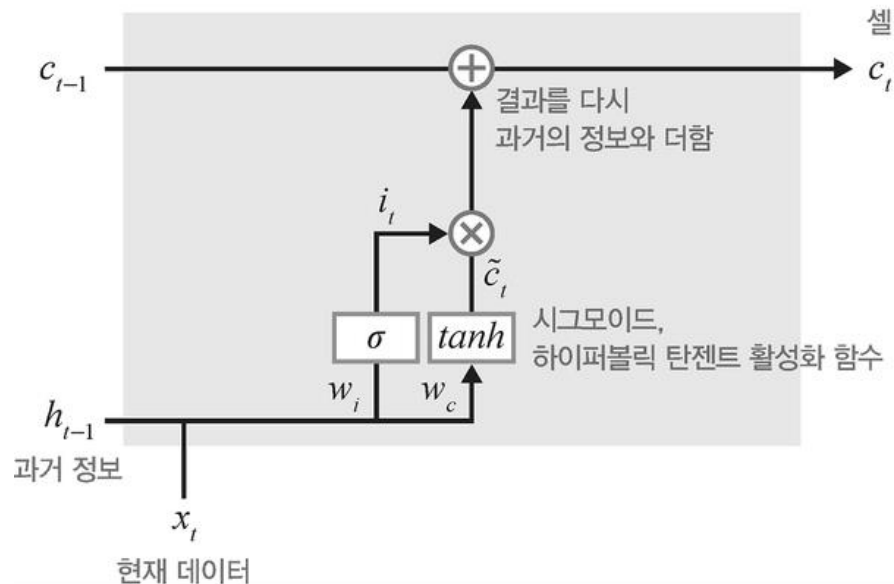 셀
c_{t-1}
c_t
결과를 다시
과거의 정보와 더함
i_t
c̃_t
σ
tanh
시그모이드,
하이퍼볼릭 탄젠트 활성화 함수
w_i
w_c
h_{t-1}
과거 정보
x_t
현재 데이터